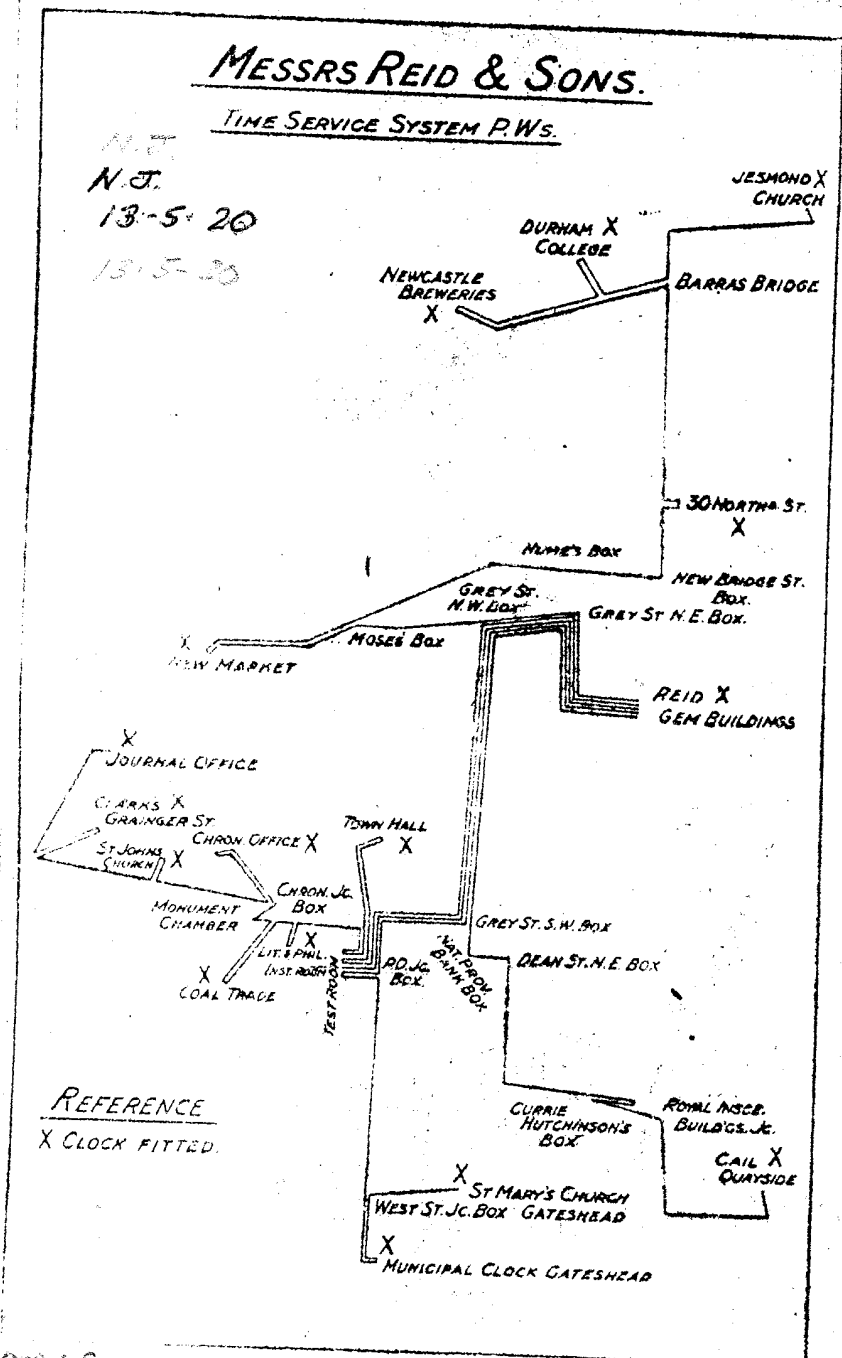 MESSRS REID & SONS.
TIME SERVICE SYSTEM P.WS.
N.J.
N.J.
13-5-20
13-5-20
JESMOND X
CHURCH
DURHAM X
COLLEGE
NEWCASTLE
BREWERIES
X
BARRAS BRIDGE
30 NORTHD ST.
X
HUME'S BOX
NEW BRIDGE ST.
BOX.
GREY ST.
N.W. BOX
GREY ST N.E. BOX.
MOSES BOX
X
NEW MARKET
REID X
GEM BUILDINGS
X
JOURNAL OFFICE
CLARKS X
GRAINGER ST.
CHRON. OFFICE X
TOWN HALL
X
ST JOHNS
CHURCH X
CHRON. JC.
BOX
MONUMENT
CHAMBER
X
LIT. & PHIL.
INST. ROOM
X
COAL TRADE
TEST ROOM
P.D. JC.
BOX.
GREY ST. S.W. BOX
NAT. PROV.
BANK BOX
DEAN ST. N.E. BOX
REFERENCE
X CLOCK FITTED.
CURRIE
HUTCHINSON'S
BOX
ROYAL INSCE.
BUILD'GS. JC.
CAIL X
QUAYSIDE
X
ST MARY'S CHURCH
GATESHEAD
WEST ST. JC. BOX
X
MUNICIPAL CLOCK GATESHEAD